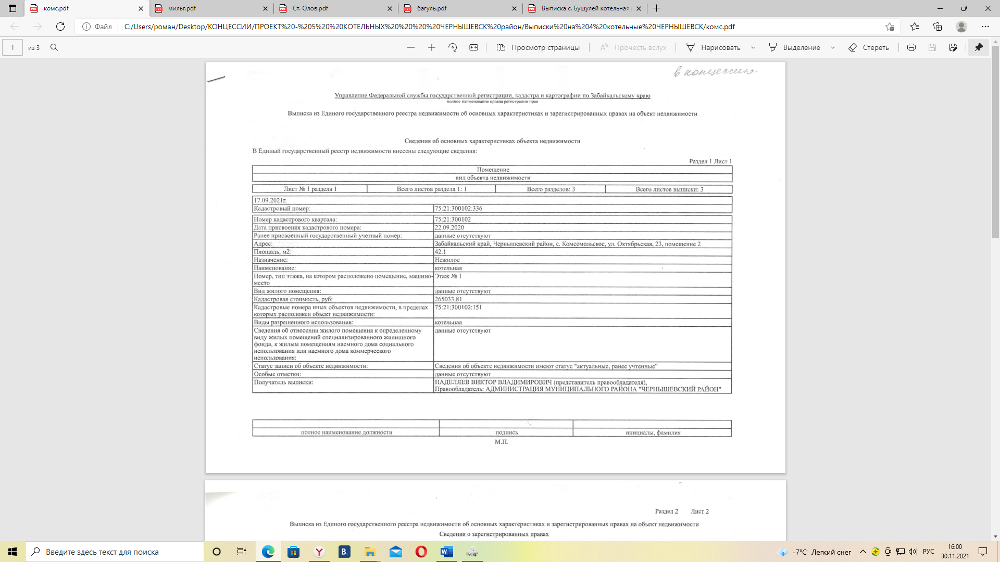 комс.pdf
мильг.pdf
Ст. Олов.pdf
багуль.pdf
Выписка с. Бушулей котельная.
Файл
C:/Users/роман/Desktop/КОНЦЕССИИ/ПРОЕКТ%20-%205%20%20КОТЕЛЬНЫХ%20%20%20%20ЧЕРНЫШЕВСК%20район/Выписки%20на%204%20котельные%20ЧЕРНЫШЕВСК/комс.pdf
1 из 3
Просмотр страницы
Прочесть вслух
Нарисовать
Выделение
Стереть
в концессию.
Управление Федеральной службы государственной регистрации, кадастра и картографии по Забайкальскому краю
полное наименование органа регистрации прав
Выписка из Единого государственного реестра недвижимости об основных характеристиках и зарегистрированных правах на объект недвижимости
Сведения об основных характеристиках объекта недвижимости
В Единый государственный реестр недвижимости внесены следующие сведения:
Раздел 1 Лист 1
Помещение
вид объекта недвижимости
Лист № 1 раздела 1 Всего листов раздела 1: 1 Всего разделов: 3 Всего листов выписки: 3
17.09.2021г.
Кадастровый номер: 75:21:300102:336
Номер кадастрового квартала: 75:21:300102
Дата присвоения кадастрового номера: 22.09.2020
Ранее присвоенный государственный учетный номер: данные отсутствуют
Адрес: Забайкальский край, Чернышевский район, с. Комсомольское, ул. Октябрьская, 23, помещение 2
Площадь, м2: 42.1
Назначение: Нежилое
Наименование: котельная
Номер, тип этажа, на котором расположено помещение, машино- Этаж № 1
место
Вид жилого помещения: данные отсутствуют
Кадастровая стоимость, руб: 265033.81
Кадастровые номера иных объектов недвижимости, в пределах 75:21:300102:151
которых расположен объект недвижимости:
Виды разрешенного использования: котельная
Сведения об отнесении жилого помещения к определенному данные отсутствуют
виду жилых помещений специализированного жилищного
фонда, к жилым помещениям наемного дома социального
использования или наемного дома коммерческого
использования:
Статус записи об объекте недвижимости: Сведения об объекте недвижимости имеют статус "актуальные, ранее учтенные"
Особые отметки: данные отсутствуют
Получатель выписки: НАДЕЛЯЕВ ВИКТОР ВЛАДИМИРОВИЧ (представитель правообладателя),
Правообладатель: АДМИНИСТРАЦИЯ МУНИЦИПАЛЬНОГО РАЙОНА "ЧЕРНЫШЕВСКИЙ РАЙОН"
полное наименование должности подпись инициалы, фамилия
М.П.
Раздел 2 Лист 2
Выписка из Единого государственного реестра недвижимости об основных характеристиках и зарегистрированных правах на объект недвижимости
Сведения о зарегистрированных правах
Введите здесь текст для поиска
-7°C Легкий снег
РУС
16:00
30.11.2021